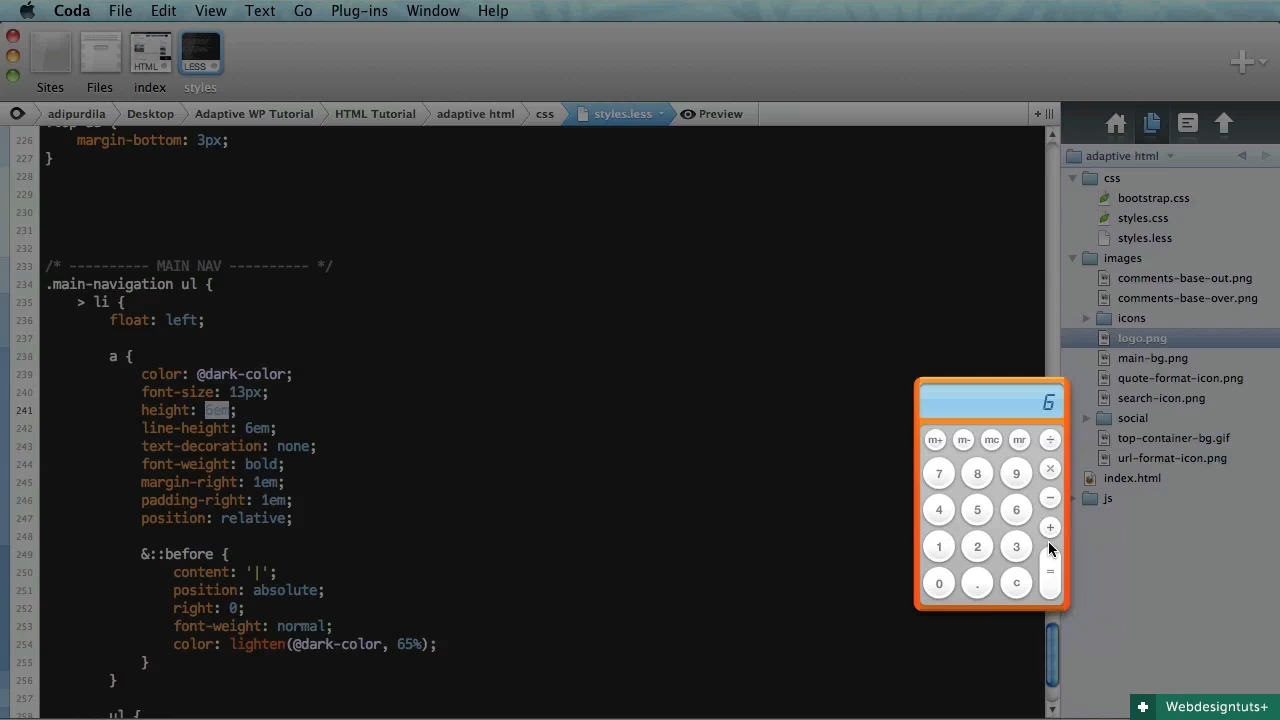 Coda File Edit View Text Go Plug-ins Window Help
HTML
LESS
Sites Files index styles
adipurdila Desktop Adaptive WP Tutorial HTML Tutorial adaptive html css styles.less Preview
226 margin-bottom: 3px;
227 }
228
229
230
231
232
233 /* ---------- MAIN NAV ---------- */
234 .main-navigation ul {
235 > li {
236 float: left;
237
238 a {
239 color: @dark-color;
240 font-size: 13px;
241 height: 6em;
242 line-height: 6em;
243 text-decoration: none;
244 font-weight: bold;
245 margin-right: 1em;
246 padding-right: 1em;
247 position: relative;
248
249 &::before {
250 content: '|';
251 position: absolute;
252 right: 0;
253 font-weight: normal;
254 color: lighten(@dark-color, 65%);
255 }
256 }
257
258 ul {
adaptive html
css
bootstrap.css
styles.css
styles.less
images
comments-base-out.png
comments-base-over.png
icons
logo.png
main-bg.png
quote-format-icon.png
search-icon.png
social
top-container-bg.gif
url-format-icon.png
index.html
js
6
m+ m- mc mr ÷
7 8 9 ×
4 5 6 −
1 2 3 +
0 . c =
Webdesigntuts+